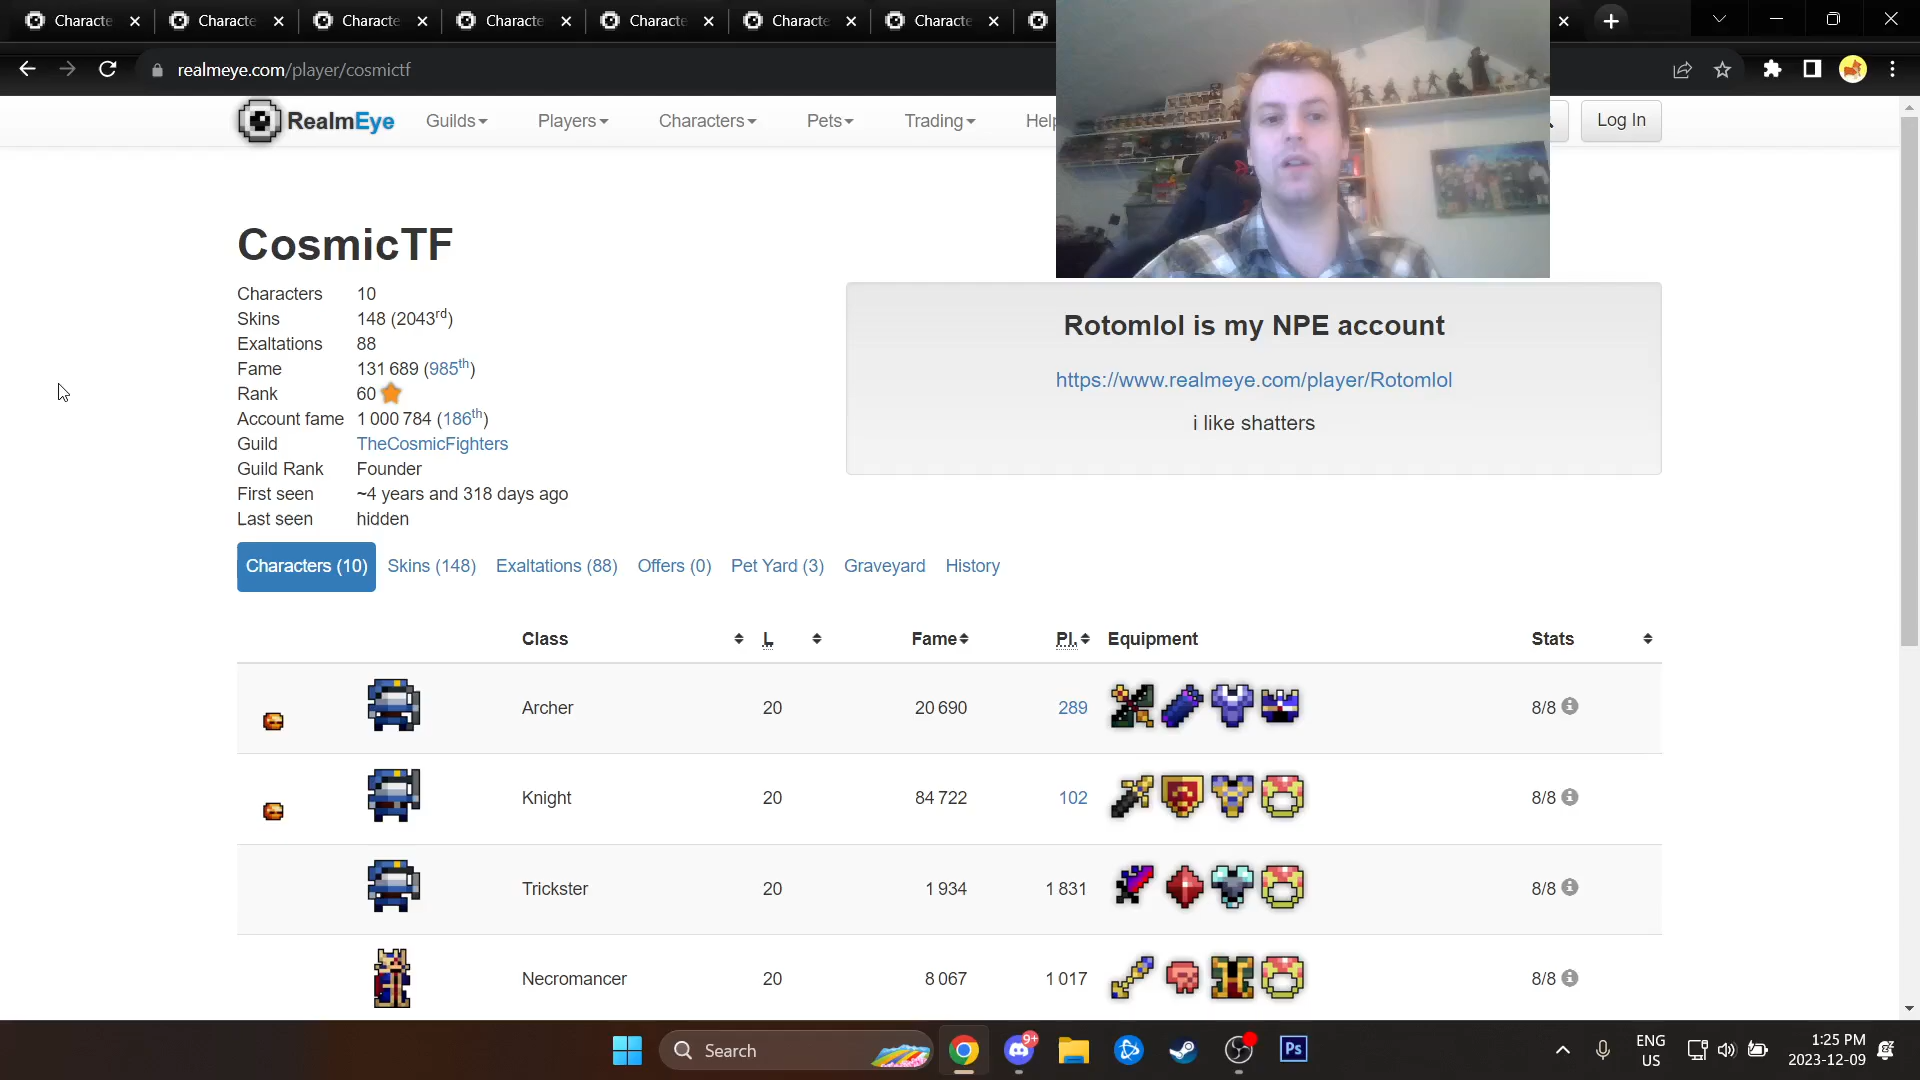 Characte
Characte
Characte
Characte
Characte
Characte
Characte
realmeye.com/player/cosmictf
RealmEye
Guilds
Players
Characters
Pets
Trading
Help
Log In
CosmicTF
Characters 10
Skins 148 (2043rd)
Exaltations 88
Fame 131 689 (985th)
Rank 60
Account fame 1 000 784 (186th)
Guild TheCosmicFighters
Guild Rank Founder
First seen ~4 years and 318 days ago
Last seen hidden
Rotomlol is my NPE account
https://www.realmeye.com/player/Rotomlol
i like shatters
Characters (10) Skins (148) Exaltations (88) Offers (0) Pet Yard (3) Graveyard History
Class L Fame Pl. Equipment Stats
Archer 20 20 690 289 8/8
Knight 20 84 722 102 8/8
Trickster 20 1 934 1 831 8/8
Necromancer 20 8 067 1 017 8/8
Search
9+
Ps
ENG
US
1:25 PM
2023-12-09